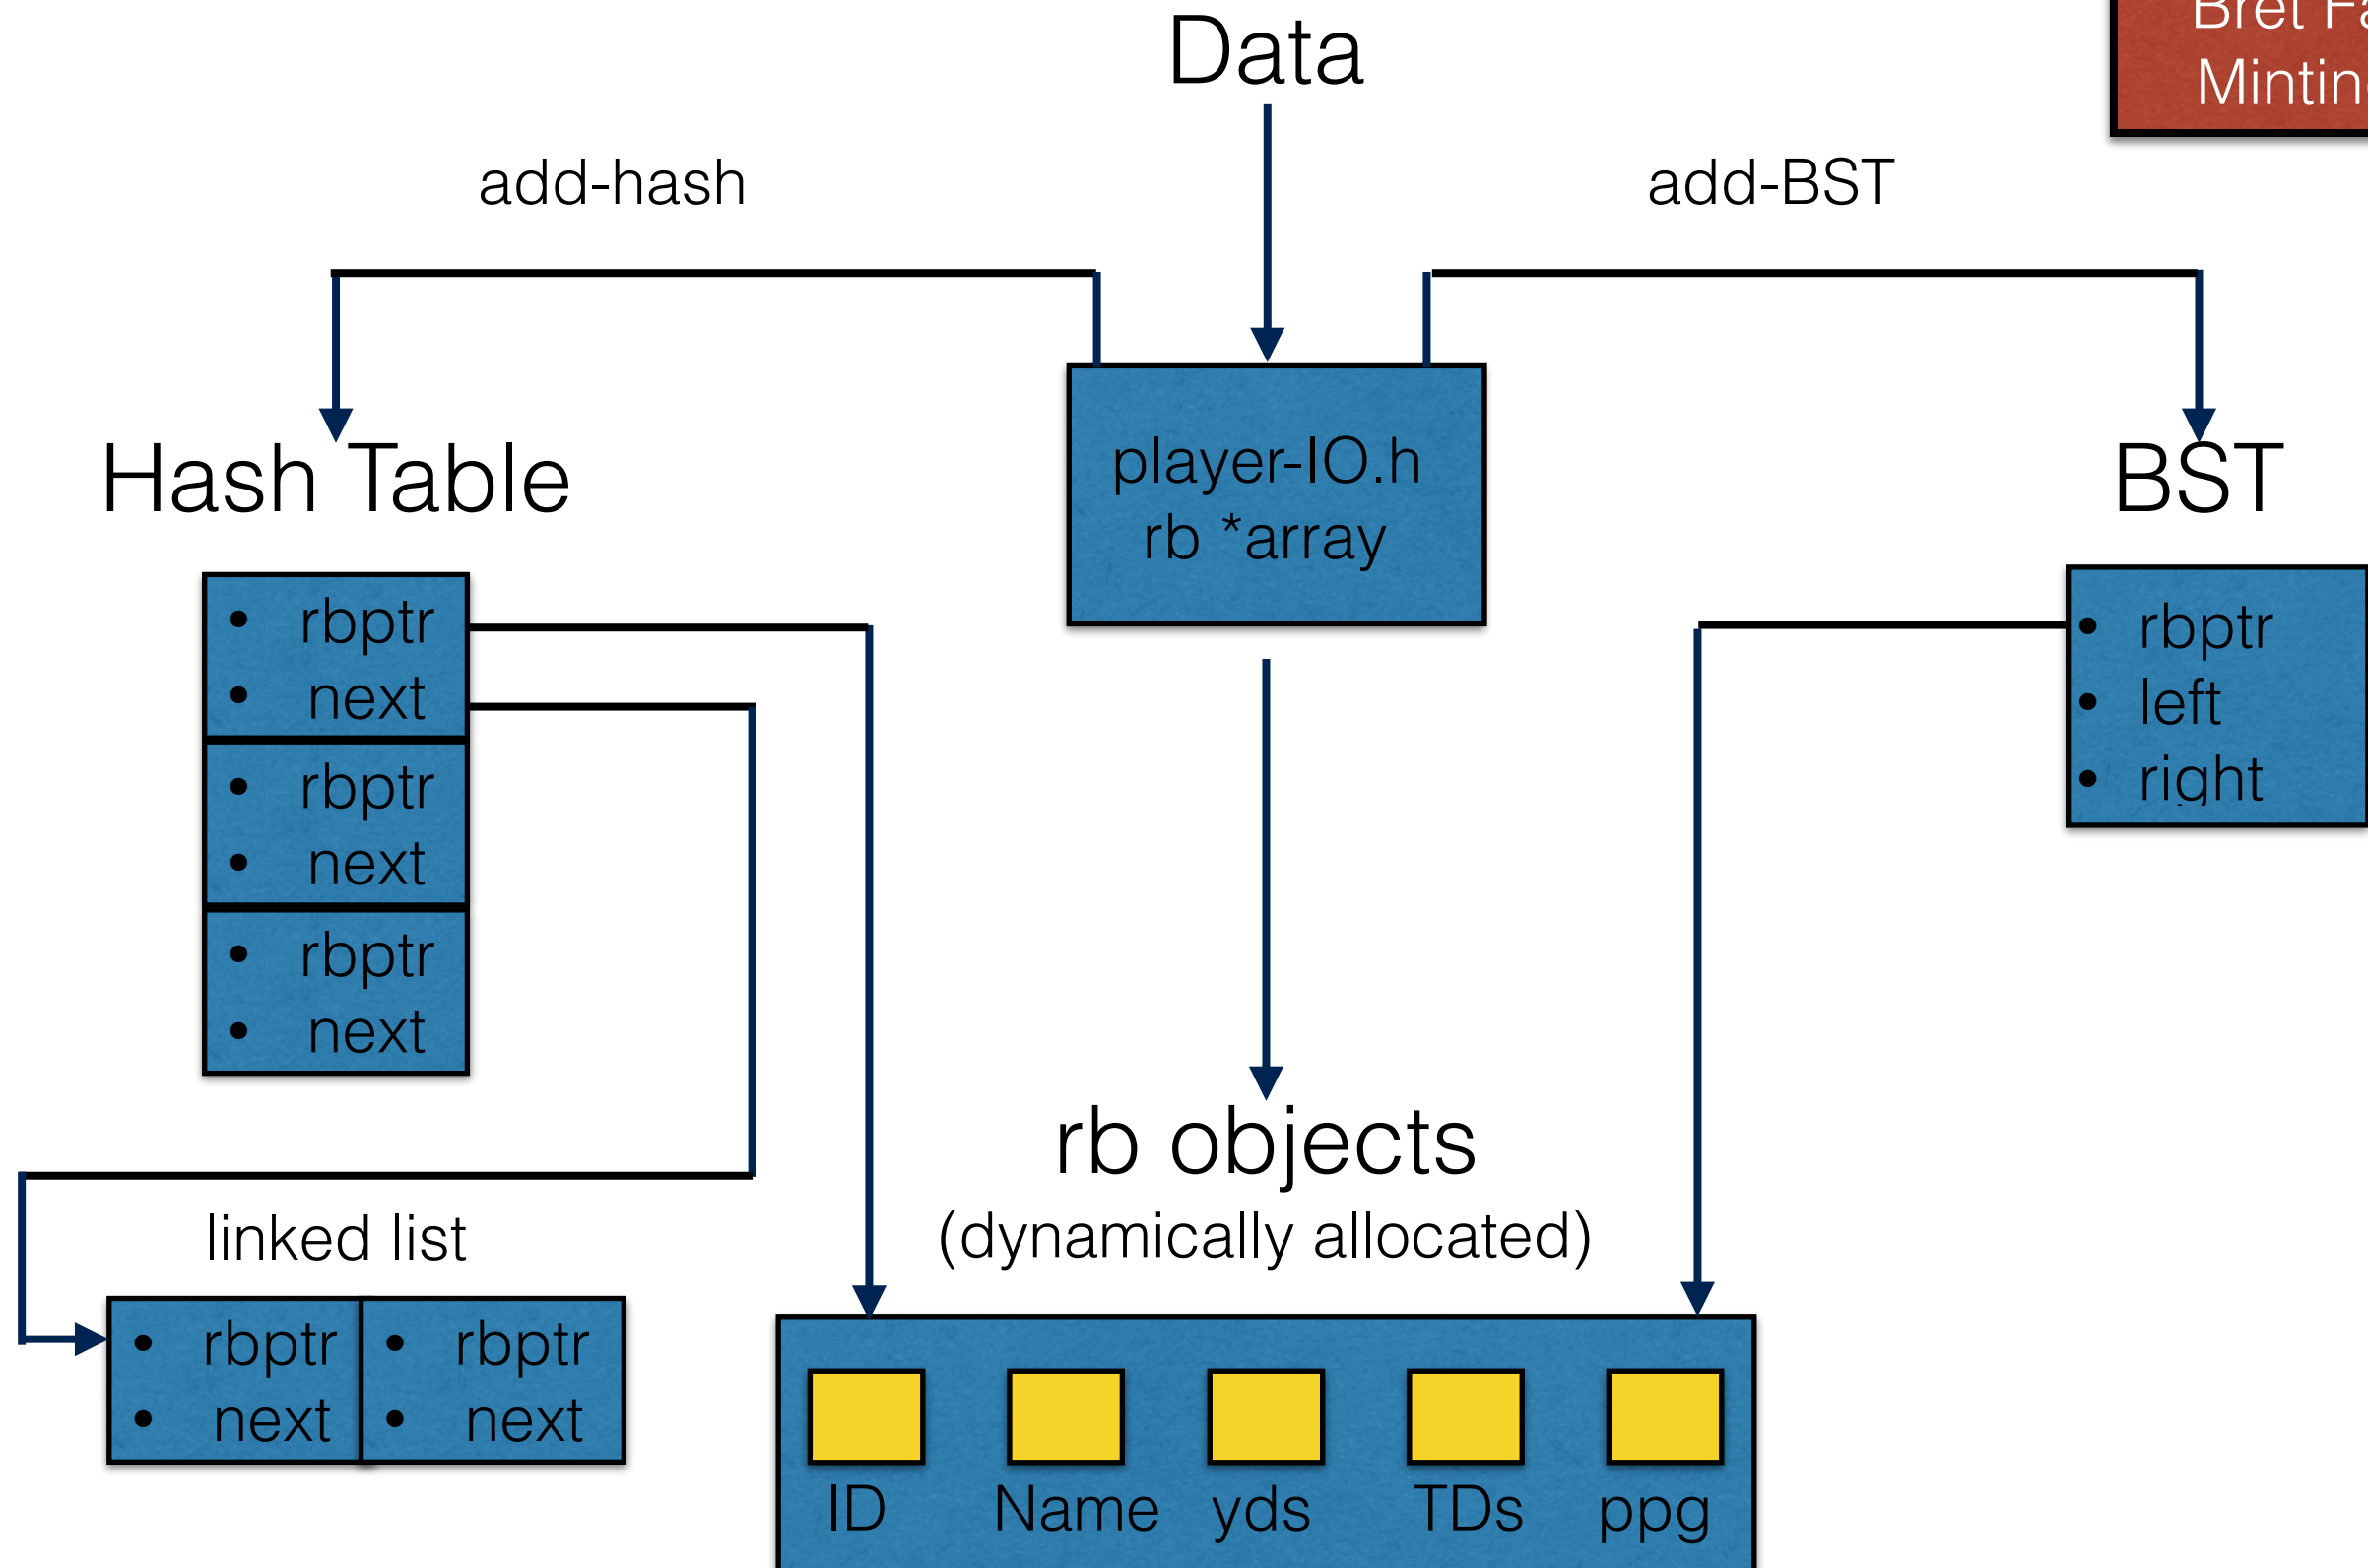 Data
Bret
add-hash
add-BST
Hash Table
player-IO.h
rb *array
BST
rbptr
next
rbptr
next
rbptr
next
rbptr
left
right
rb objects
(dynamically allocated)
linked list
rbptr
next
rbptr
next
ID
Name
yds
TDs
ppg